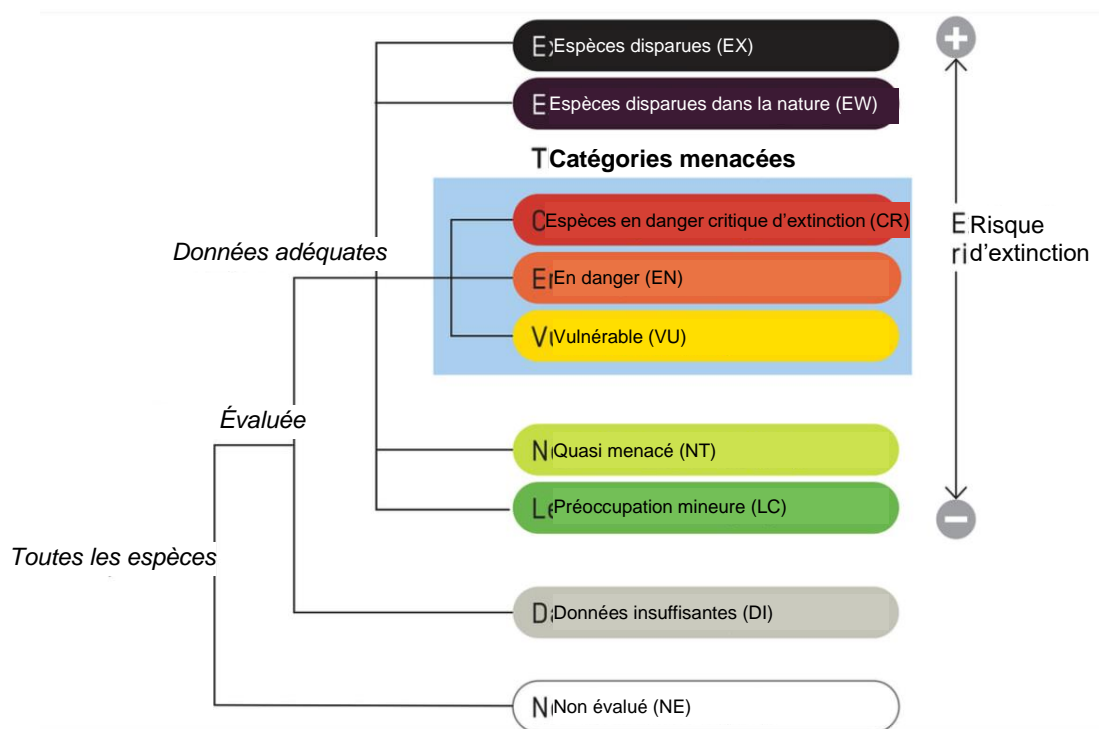 Espèces disparues (EX)
Espèces disparues dans la nature (EW)
Catégories menacées
Espèces en danger critique d’extinction (CR)
Données adéquates
En danger (EN)
Vulnérable (VU)
Risque
d’extinction
Évaluée
Quasi menacé (NT)
Préoccupation mineure (LC)
Toutes les espèces
Données insuffisantes (DI)
Non évalué (NE)